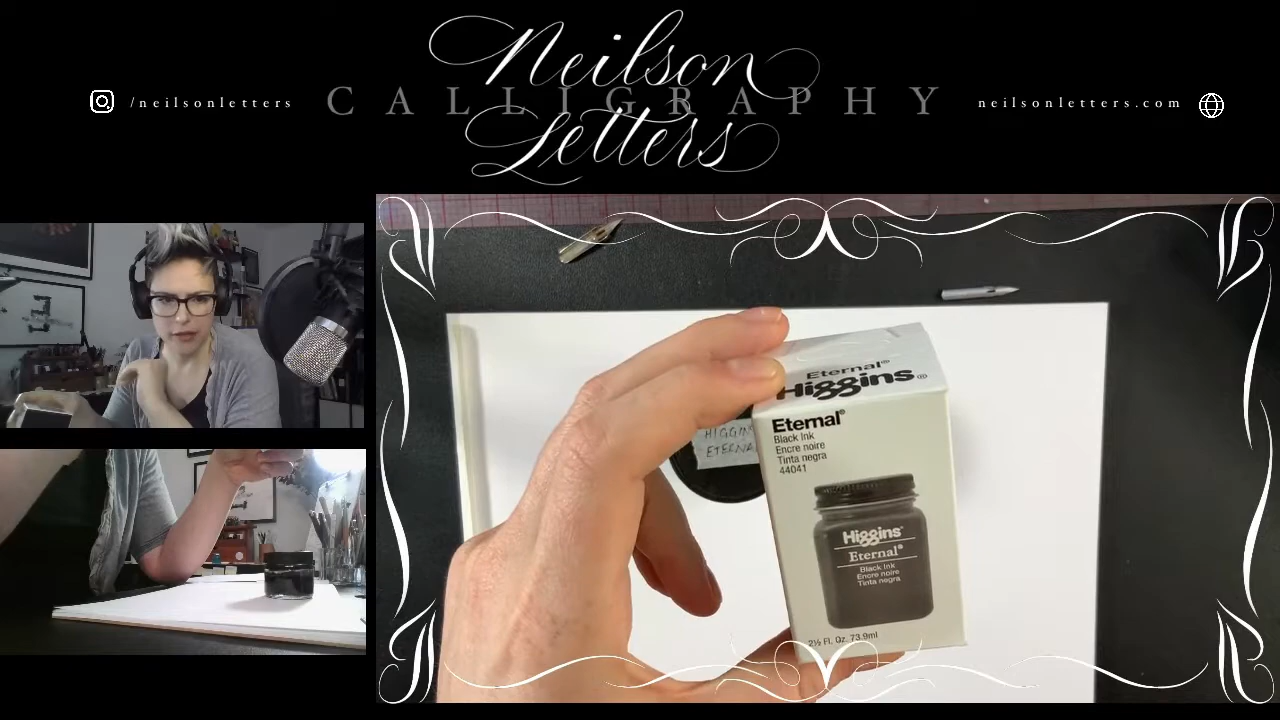 Neilson
/neilsonletters
CALLIGRAPHY
neilsonletters.com
Letters
Eternal®
Higgins®
HIGGINS
ETERNA
Eternal®
Black Ink
Encre noire
Tinta negra
44041
Higgins®
Eternal®
Black Ink
Encre noire
Tinta negra
2½ Fl. Oz. 73.9ml